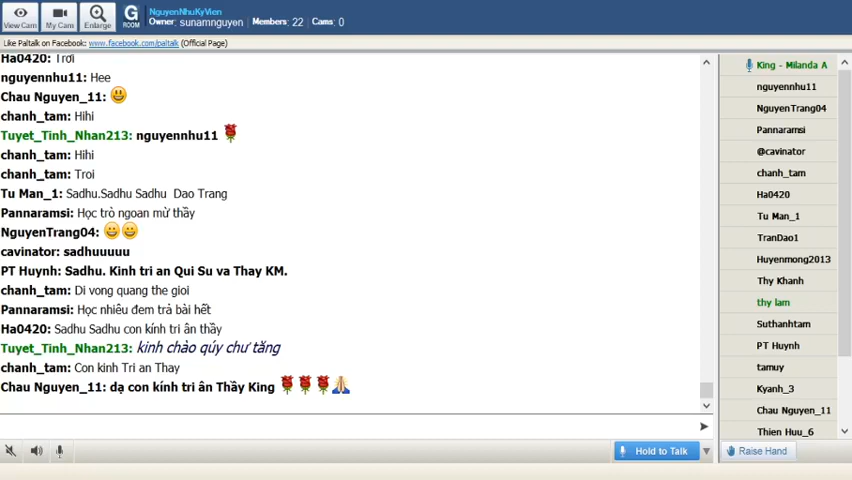 View Cam
My Cam
Enlarge
G
ROOM
NguyenNhuKyVien
Owner: sunamnguyen Members: 22 Cams: 0
Like Paltalk on Facebook: www.facebook.com/paltalk (Official Page)
Ha0420: Trơi
nguyennhu11: Hee
Chau Nguyen_11:
chanh_tam: Hihi
Tuyet_Tinh_Nhan213: nguyennhu11
chanh_tam: Hihi
chanh_tam: Troi
Tu Man_1: Sadhu.Sadhu Sadhu Dao Trang
Pannaramsi: Học trò ngoan mừ thầy
NguyenTrang04:
cavinator: sadhuuuuu
PT Huynh: Sadhu. Kinh tri an Qui Su va Thay KM.
chanh_tam: Di vong quang the gioi
Pannaramsi: Học nhiêu đem trả bài hết
Ha0420: Sadhu Sadhu con kính tri ân thầy
Tuyet_Tinh_Nhan213: kinh chào qúy chư tăng
chanh_tam: Con kinh Tri an Thay
Chau Nguyen_11: dạ con kính tri ân Thầy King
Hold to Talk
King - Milanda A
nguyennhu11
NguyenTrang04
Pannaramsi
@cavinator
chanh_tam
Ha0420
Tu Man_1
TranDao1
Huyenmong2013
Thy Khanh
thy lam
Suthanhtam
PT Huynh
tamuy
Kyanh_3
Chau Nguyen_11
Thien Huu_6
Raise Hand